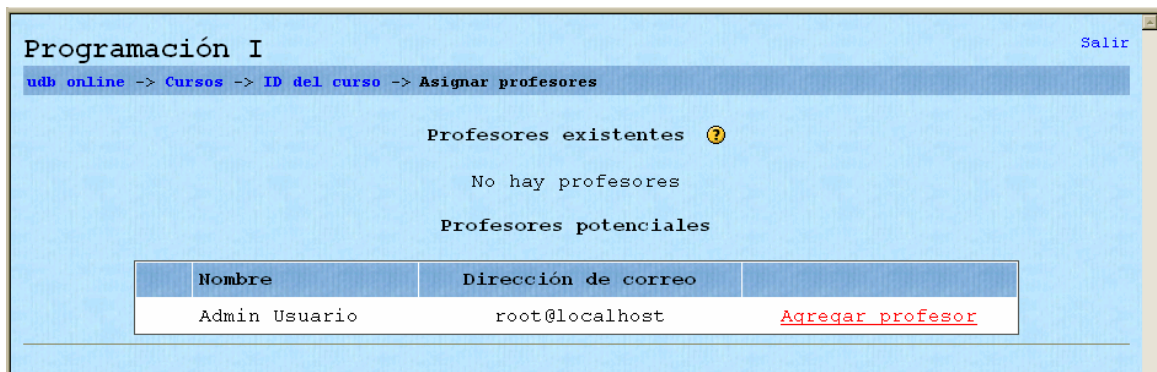 Programación I
Salir
udb online -> Cursos -> ID del curso -> Asignar profesores
Profesores existentes ?
No hay profesores
Profesores potenciales
Nombre Dirección de correo
Admin Usuario root@localhost Agregar profesor